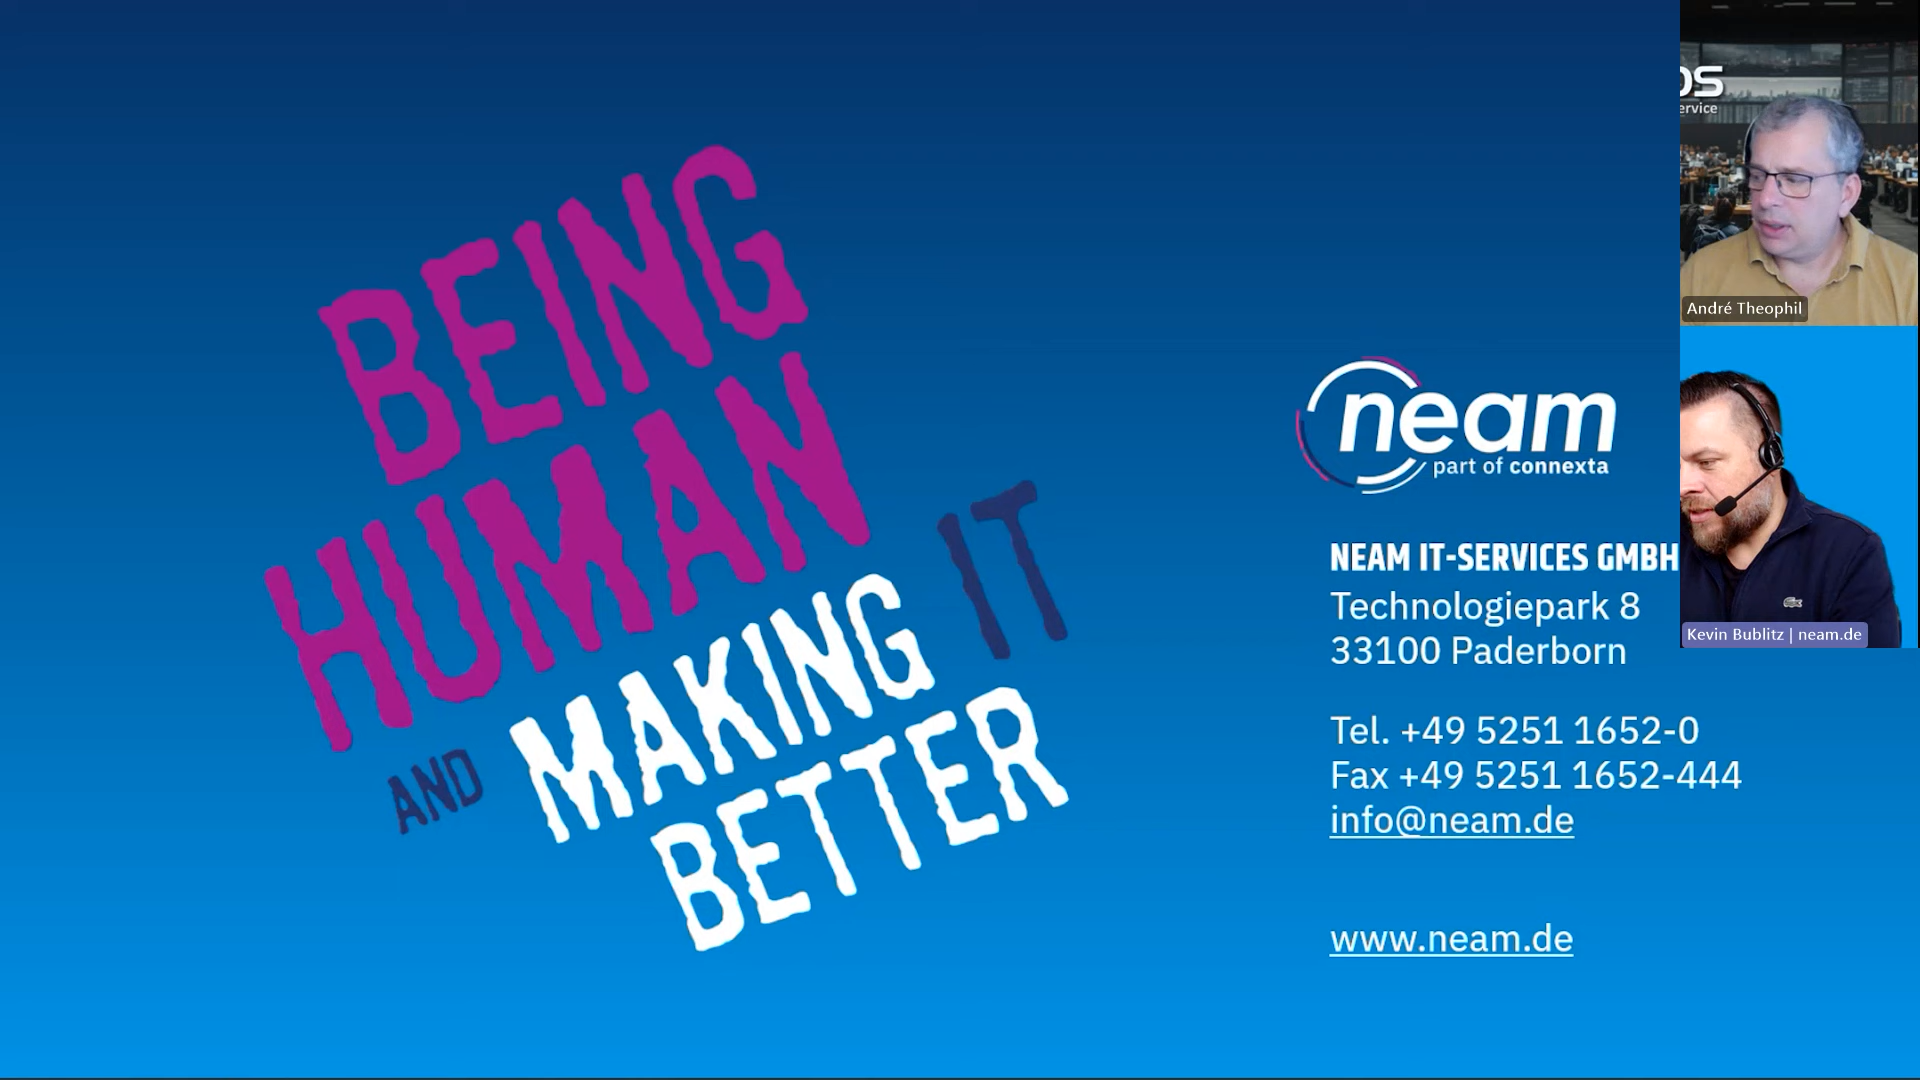 BEING
HUMAN
AND MAKING IT
BETTER
neam
part of connexta
NEAM IT-SERVICES GMBH
Technologiepark 8
33100 Paderborn
Tel. +49 5251 1652-0
Fax +49 5251 1652-444
info@neam.de
www.neam.de
André Theophil
Kevin Bublitz | neam.de